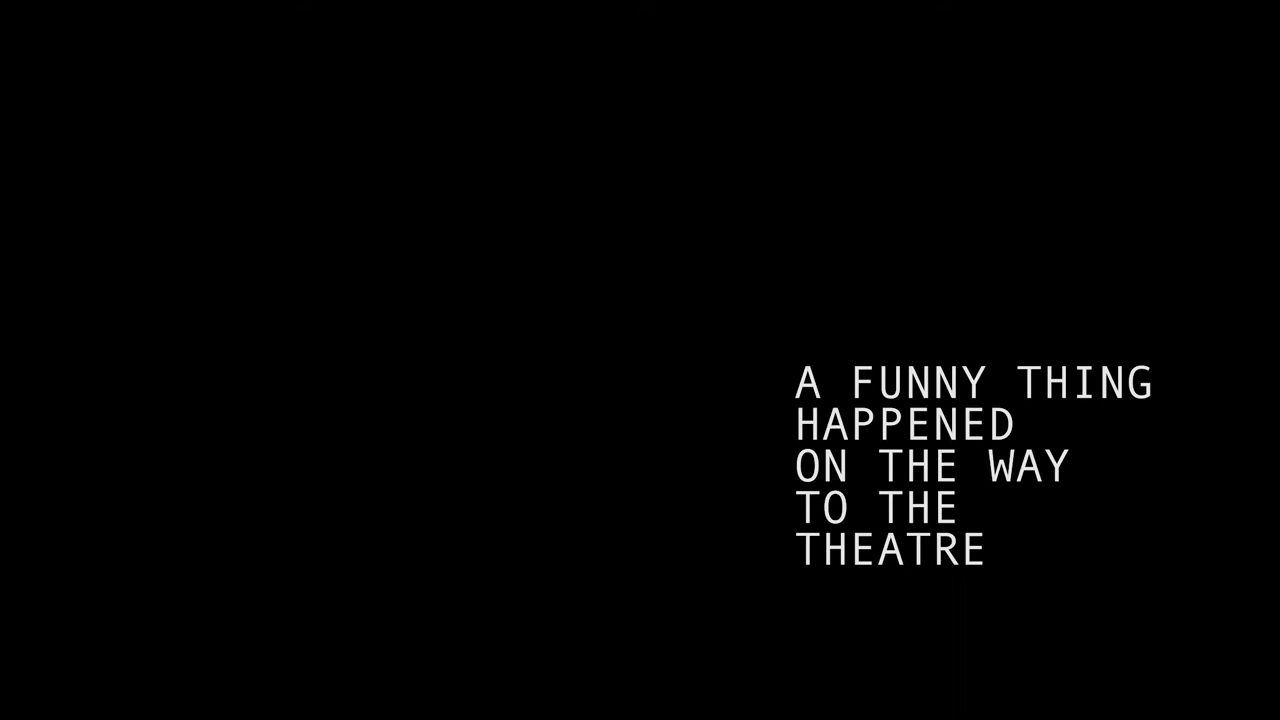 A FUNNY THING
HAPPENED
ON THE WAY
TO THE
THEATRE